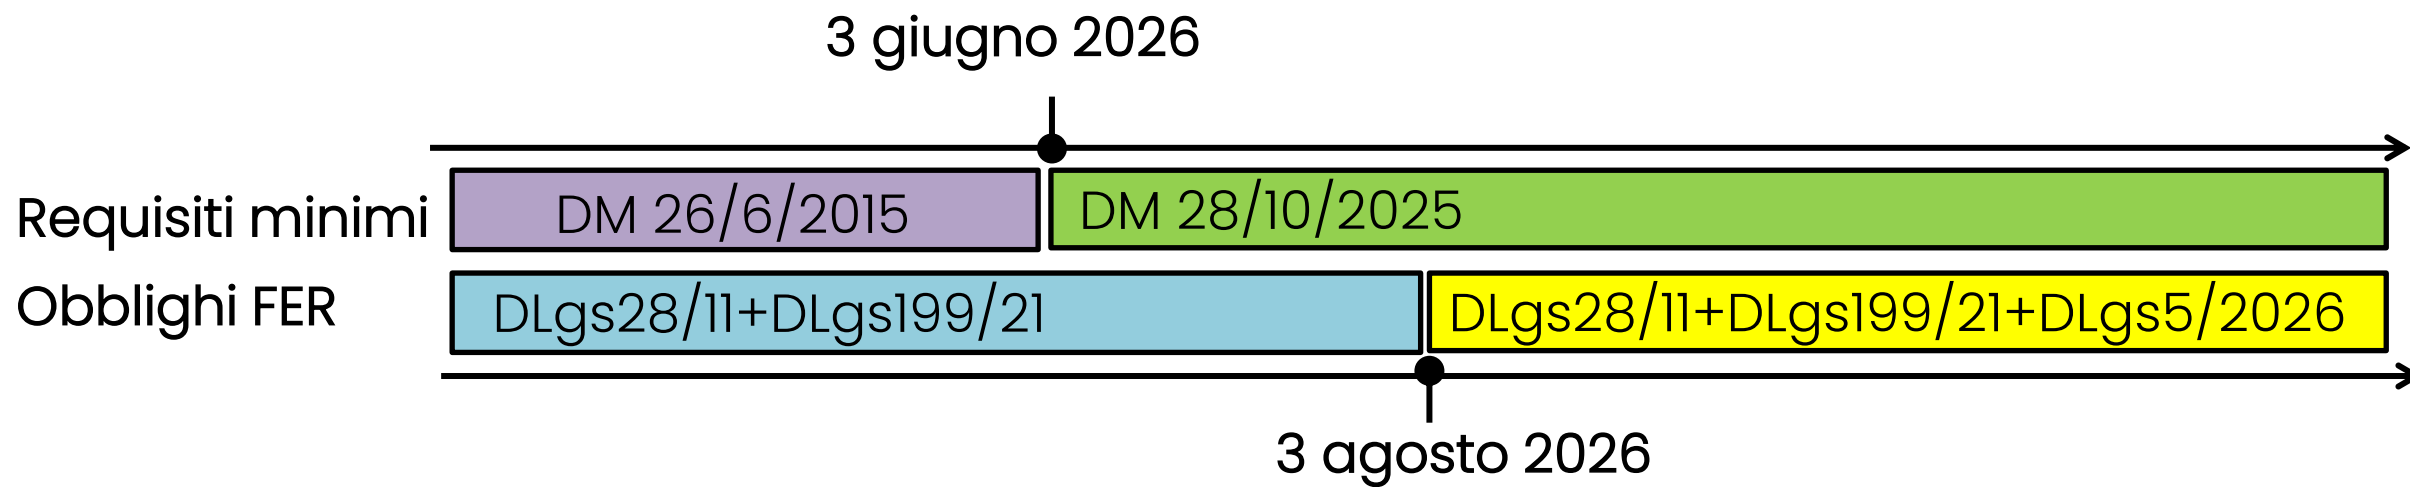 3 giugno 2026
Requisiti minimi
DM 26/6/2015
DM 28/10/2025
Obblighi FER
DLgs28/11+DLgs199/21
DLgs28/11+DLgs199/21+DLgs5/2026
3 agosto 2026